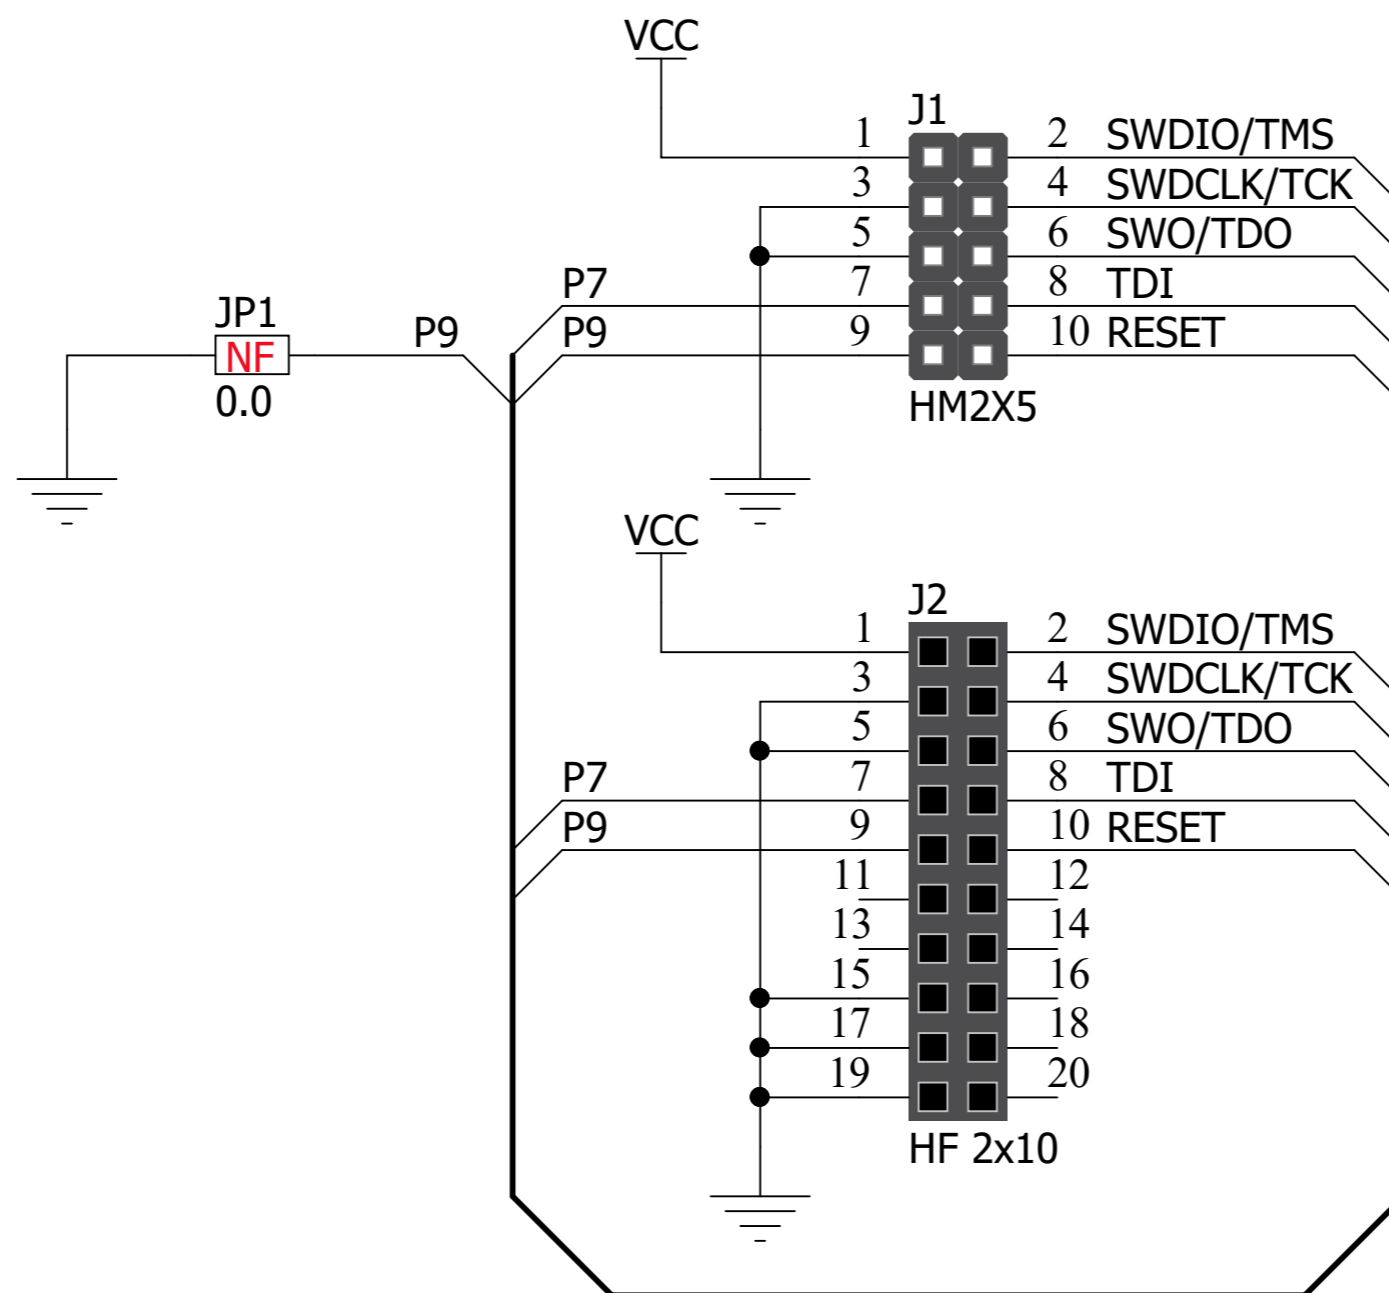 VCC
J1
1 2 SWDIO/TMS
3 4 SWDCLK/TCK
5 6 SWO/TDO
P7 7 8 TDI
JP1 P9 P9 9 10 RESET
NF
0.0
HM2X5
VCC
J2
1 2 SWDIO/TMS
3 4 SWDCLK/TCK
5 6 SWO/TDO
P7 7 8 TDI
P9 9 10 RESET
11 12
13 14
15 16
17 18
19 20
HF 2x10